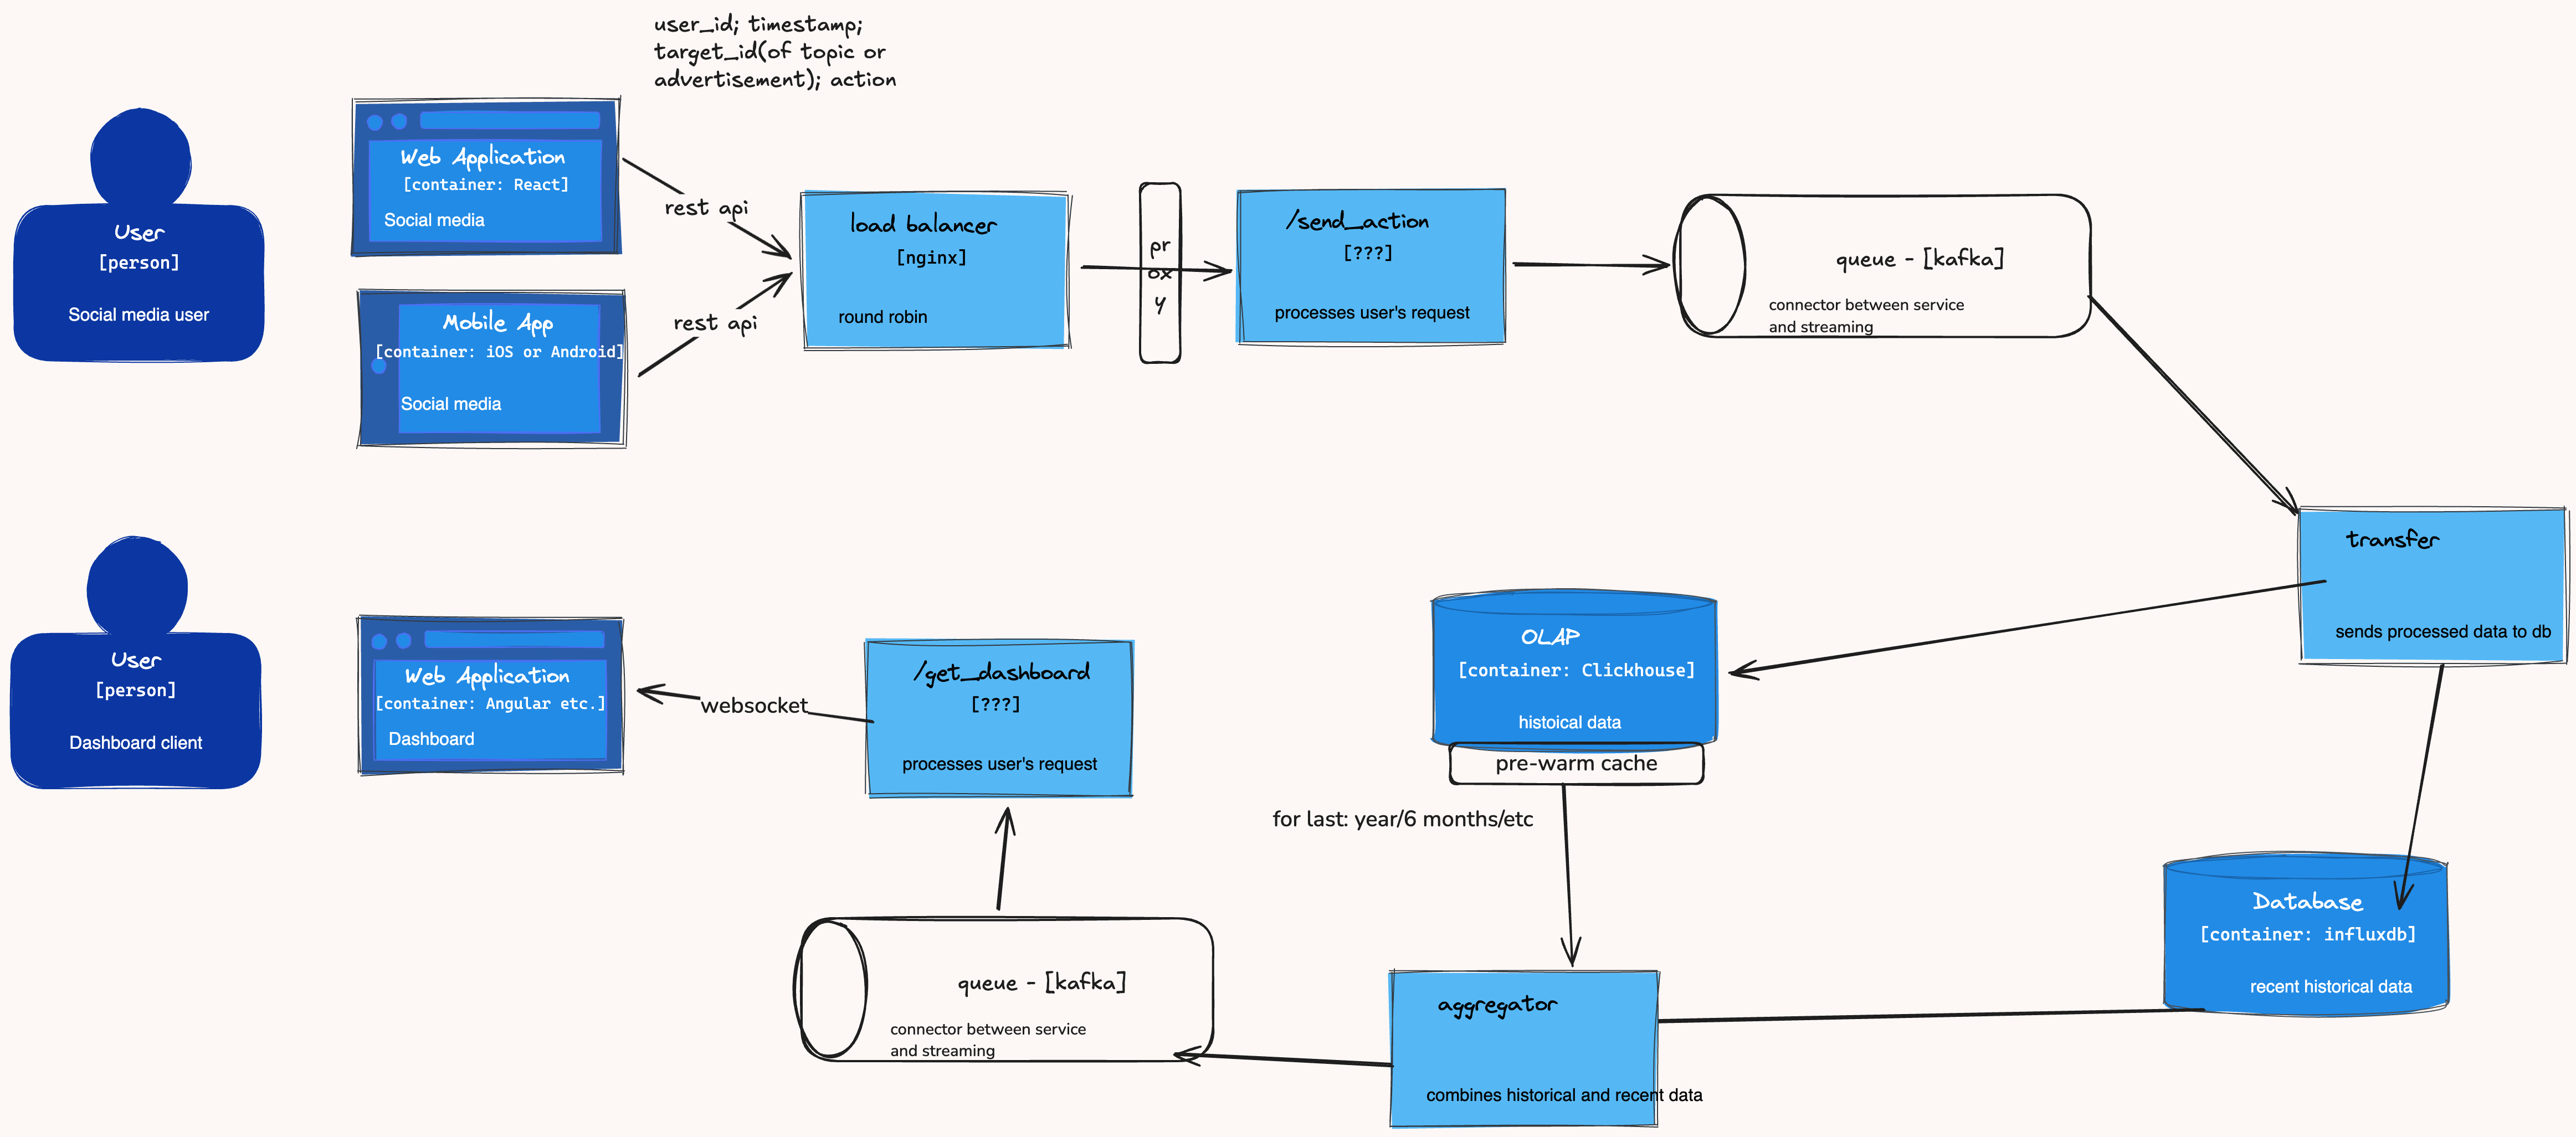 user_id; timestamp;
target_id(of topic or
advertisement); action
User
[person]
Social media user
Web Application
[container: React]
Social media
Mobile App
[container: iOS or Android]
Social media
rest api
rest api
load balancer
[nginx]
round robin
pr
ox
y
/send_action
[???]
processes user's request
queue - [kafka]
connector between service
and streaming
transfer
sends processed data to db
User
[person]
Dashboard client
Web Application
[container: Angular etc.]
Dashboard
websocket
/get_dashboard
[???]
processes user's request
OLAP
[container: Clickhouse]
histoical data
pre-warm cache
for last: year/6 months/etc
Database
[container: influxdb]
recent historical data
queue - [kafka]
connector between service
and streaming
aggregator
combines historical and recent data